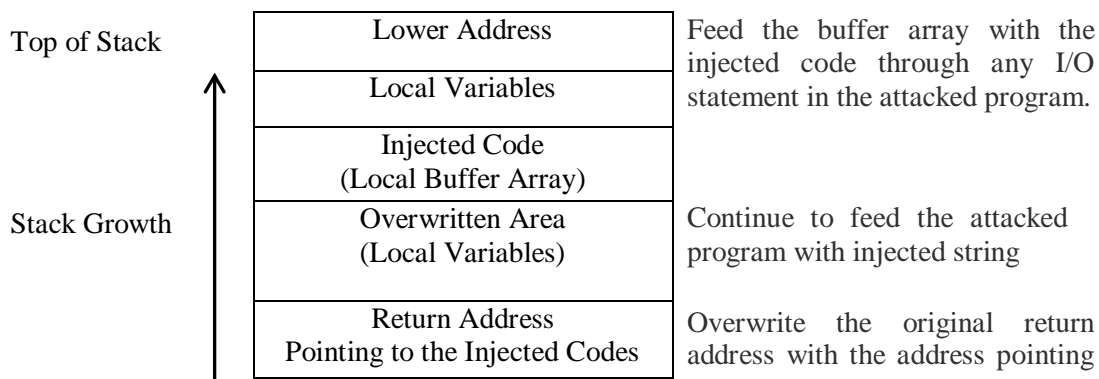 Top of Stack
Stack Growth
Lower Address
Local Variables
Injected Code
(Local Buffer Array)
Overwritten Area
(Local Variables)
Return Address
Pointing to the Injected Codes
Feed the buffer array with the
injected code through any I/O
statement in the attacked program.
Continue to feed the attacked
program with injected string
Overwrite the original return
address with the address pointing